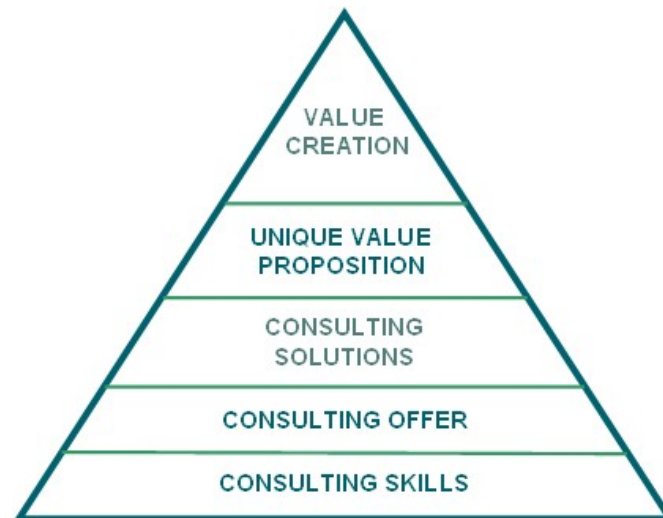 VALUE
CREATION
UNIQUE VALUE
PROPOSITION
CONSULTING
SOLUTIONS
CONSULTING OFFER
CONSULTING SKILLS